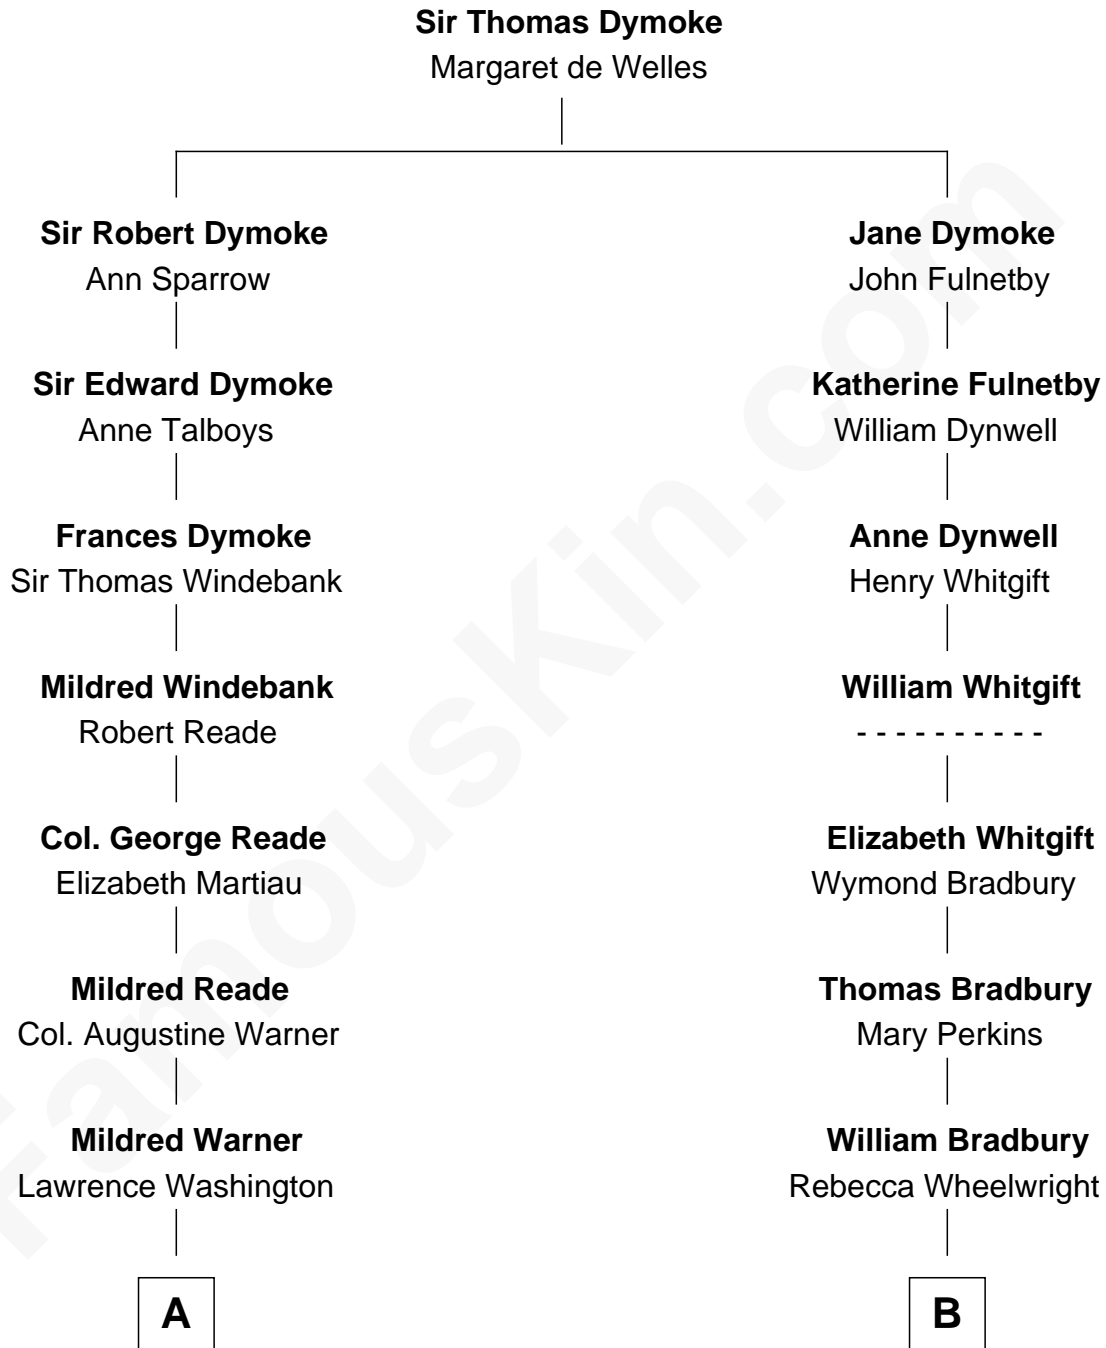 Sir Thomas Dymoke
Margaret de Welles
Sir Robert Dymoke
Ann Sparrow
Sir Edward Dymoke
Anne Talboys
Frances Dymoke
Sir Thomas Windebank
Mildred Windebank
Robert Reade
Col. George Reade
Elizabeth Martiau
Mildred Reade
Col. Augustine Warner
Mildred Warner
Lawrence Washington
A
Jane Dymoke
John Fulnetby
Katherine Fulnetby
William Dynwell
Anne Dynwell
Henry Whitgift
William Whitgift
- - - - - - - - - -
Elizabeth Whitgift
Wymond Bradbury
Thomas Bradbury
Mary Perkins
William Bradbury
Rebecca Wheelwright
B
FamousKin.com